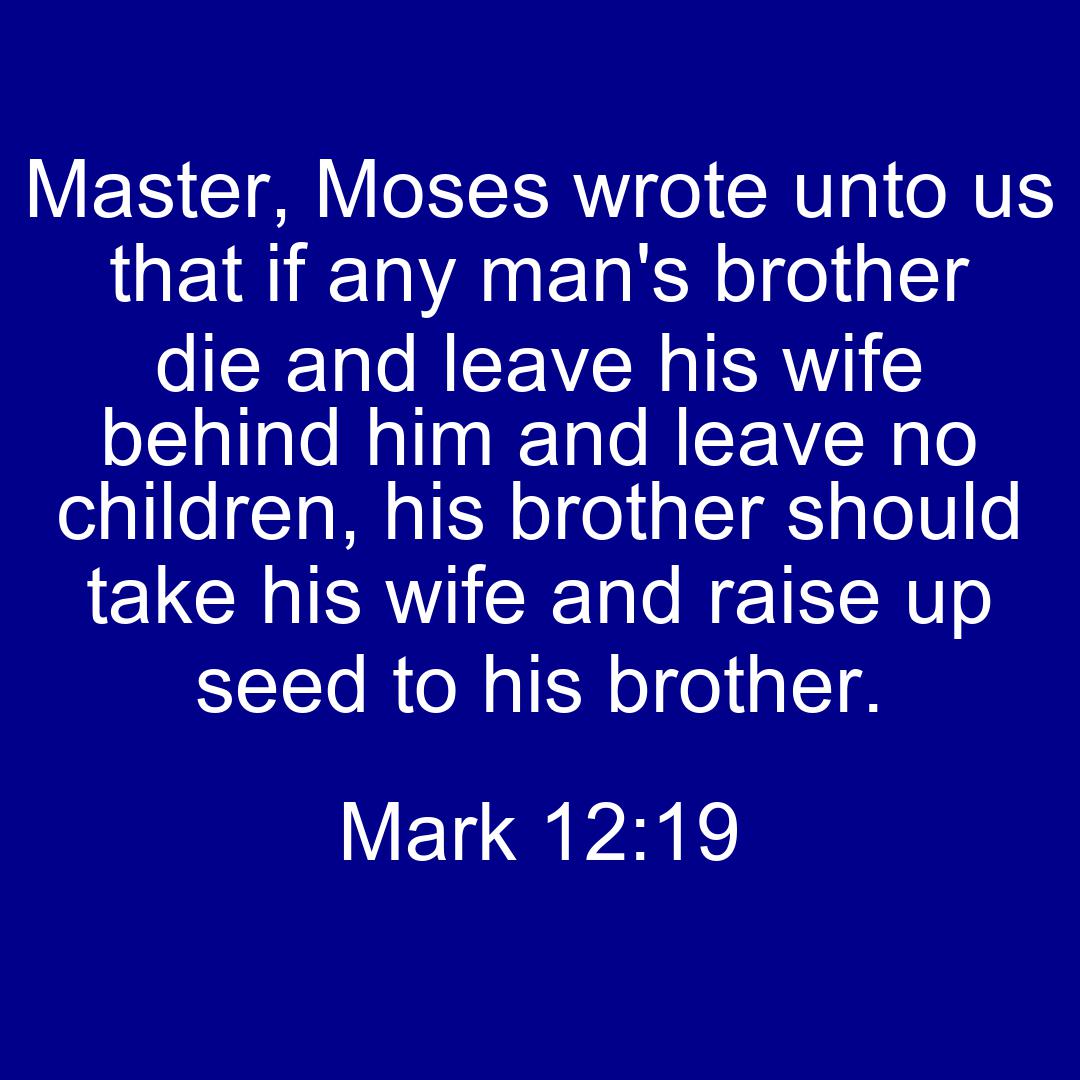 Master, Moses wrote unto us
that if any man's brother
die and leave his wife
behind him and leave no
children, his brother should
take his wife and raise up
seed to his brother.
Mark 12:19